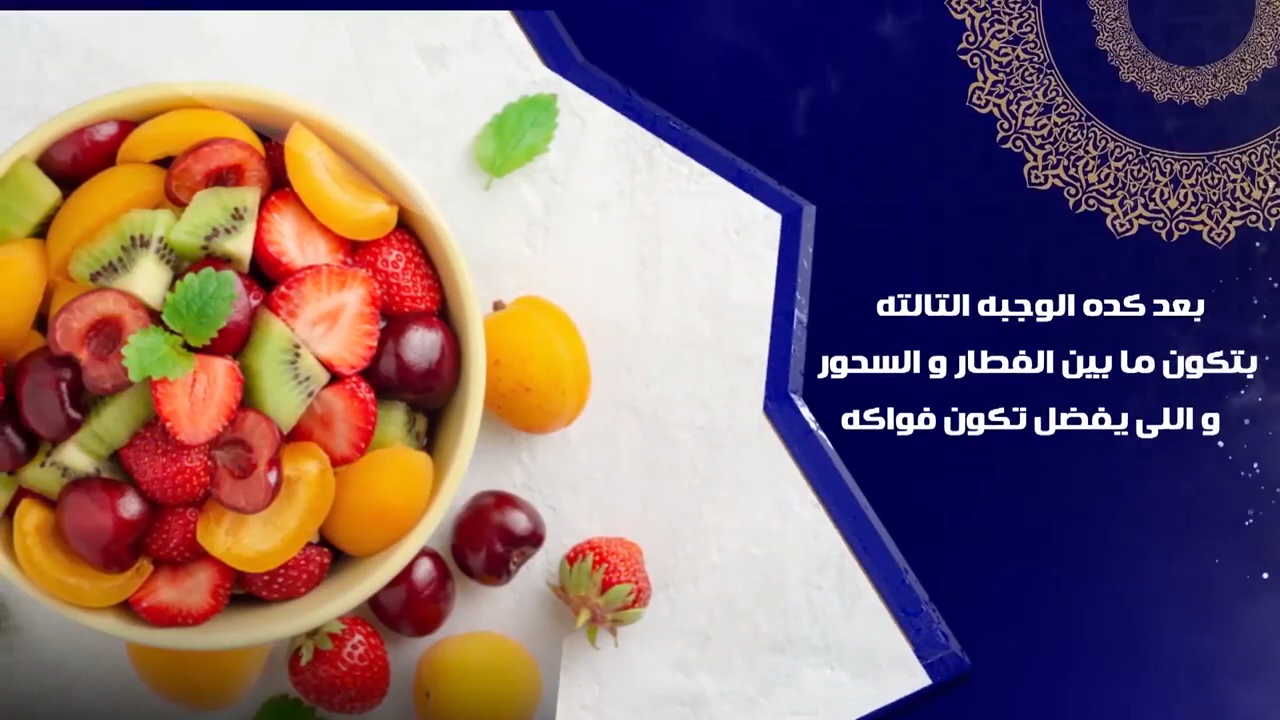 بعد كده الوجبه التالته
بتكون ما بين الفطار و السحور
و اللى يفضل تكون فواكه